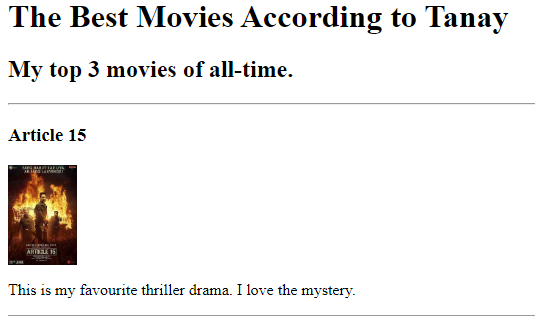 The Best Movies According to Tanay
My top 3 movies of all-time.
Article 15
ARTICLE 15
This is my favourite thriller drama. I love the mystery.